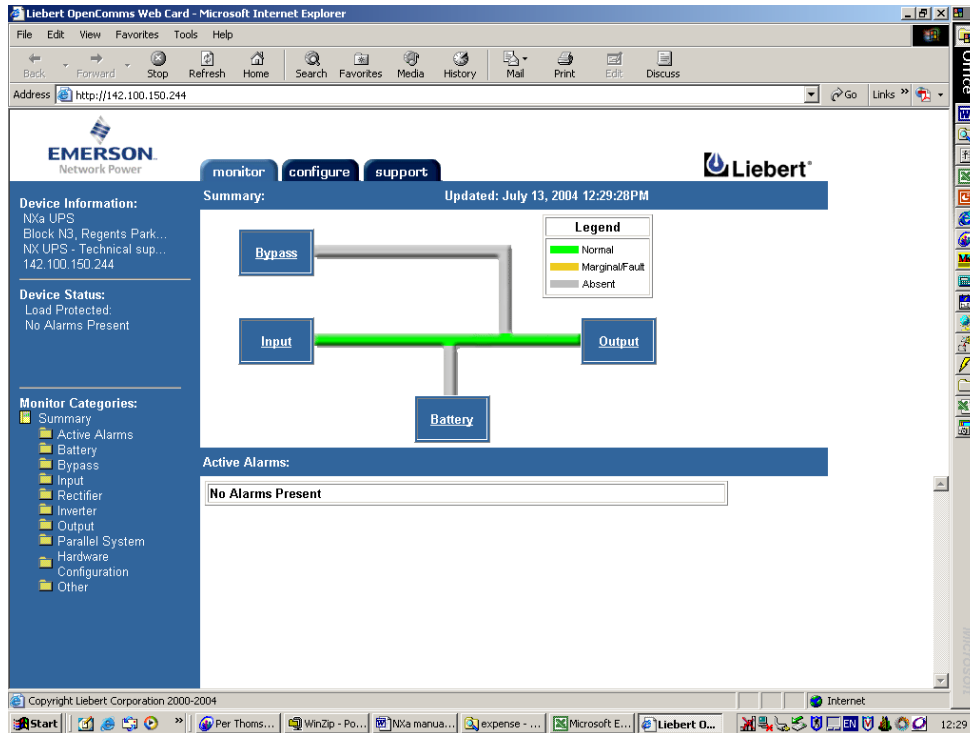 Liebert OpenComms Web Card - Microsoft Internet Explorer
File Edit View Favorites Tools Help
Back Forward Stop Refresh Home Search Favorites Media History Mail Print Edit Discuss
Address http://142.100.150.244 Go Links »
Office
EMERSON.
Network Power
monitor configure support
Liebert
Summary: Updated: July 13, 2004 12:29:28PM
Device Information:
NXa UPS
Block N3, Regents Park...
NX UPS - Technical sup...
142.100.150.244
Device Status:
Load Protected:
No Alarms Present
Monitor Categories:
Summary
Active Alarms
Battery
Bypass
Input
Rectifier
Inverter
Output
Parallel System
Hardware
Configuration
Other
Legend
Normal
Marginal/Fault
Absent
Bypass
Input
Output
Battery
Active Alarms:
No Alarms Present
Microsoft
Copyright Liebert Corporation 2000-2004
Internet
Start » Per Thoms... WinZip - Po... NXa manua... expense - ... Microsoft E... Liebert O... EN 12:29